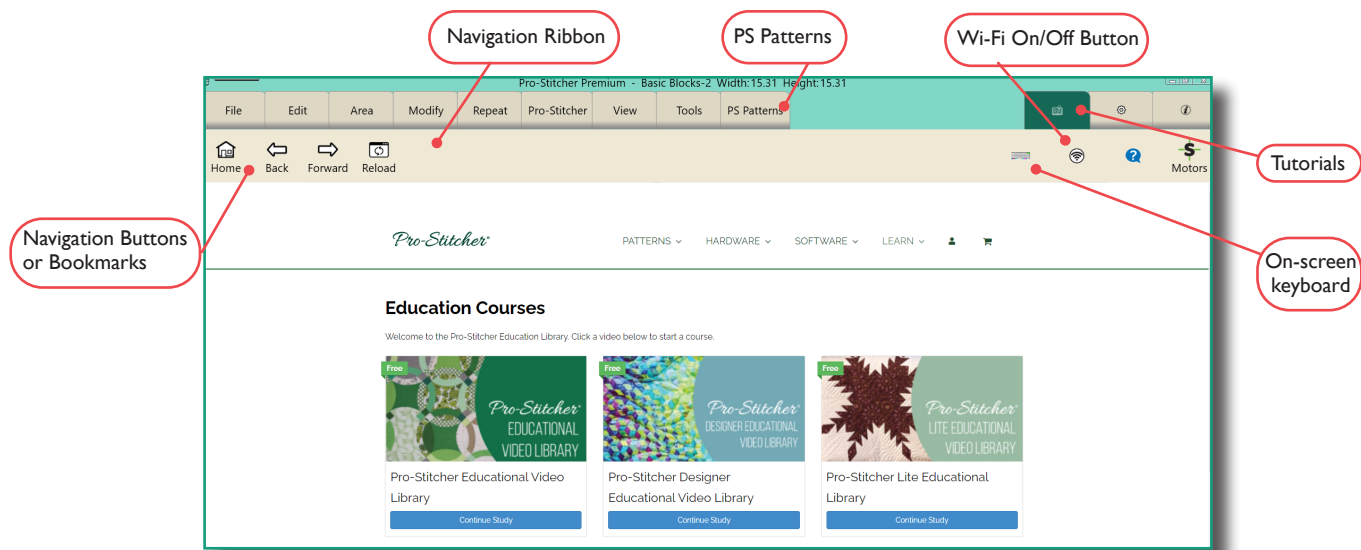 Navigation Ribbon
PS Patterns
Wi-Fi On/Off Button
Pro-Stitcher Premium - Basic Blocks-2 Width:15.31 Height:15.31
File Edit Area Modify Repeat Pro-Stitcher View Tools PS Patterns
Home Back Forward Reload Motors
Tutorials
Navigation Buttons
or Bookmarks
On-screen
keyboard
Pro-Stitcher® PATTERNS HARDWARE SOFTWARE LEARN
Education Courses
Welcome to the Pro-Stitcher Education Library. Click a video below to start a course.
Free
Pro-Stitcher®
EDUCATIONAL
VIDEO LIBRARY
Pro-Stitcher Educational Video
Library
Continue Study
Free
Pro-Stitcher®
DESIGNER EDUCATIONAL
VIDEO LIBRARY
Pro-Stitcher Designer
Educational Video Library
Continue Study
Free
Pro-Stitcher®
LITE EDUCATIONAL
VIDEO LIBRARY
Pro-Stitcher Lite Educational
Library
Continue Study